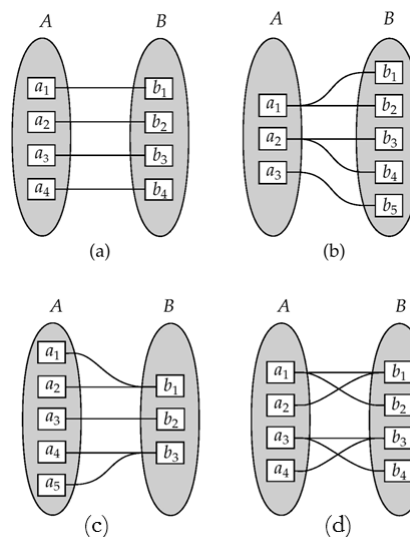 A B
a1 b1
a2 b2
a3 b3
a4 b4
(a)
A B
b1
a1 b2
a2 b3
a3 b4
b5
(b)
A B
a1
a2 b1
a3 b2
a4 b3
a5
(c)
A B
a1 b1
a2 b2
a3 b3
a4 b4
(d)